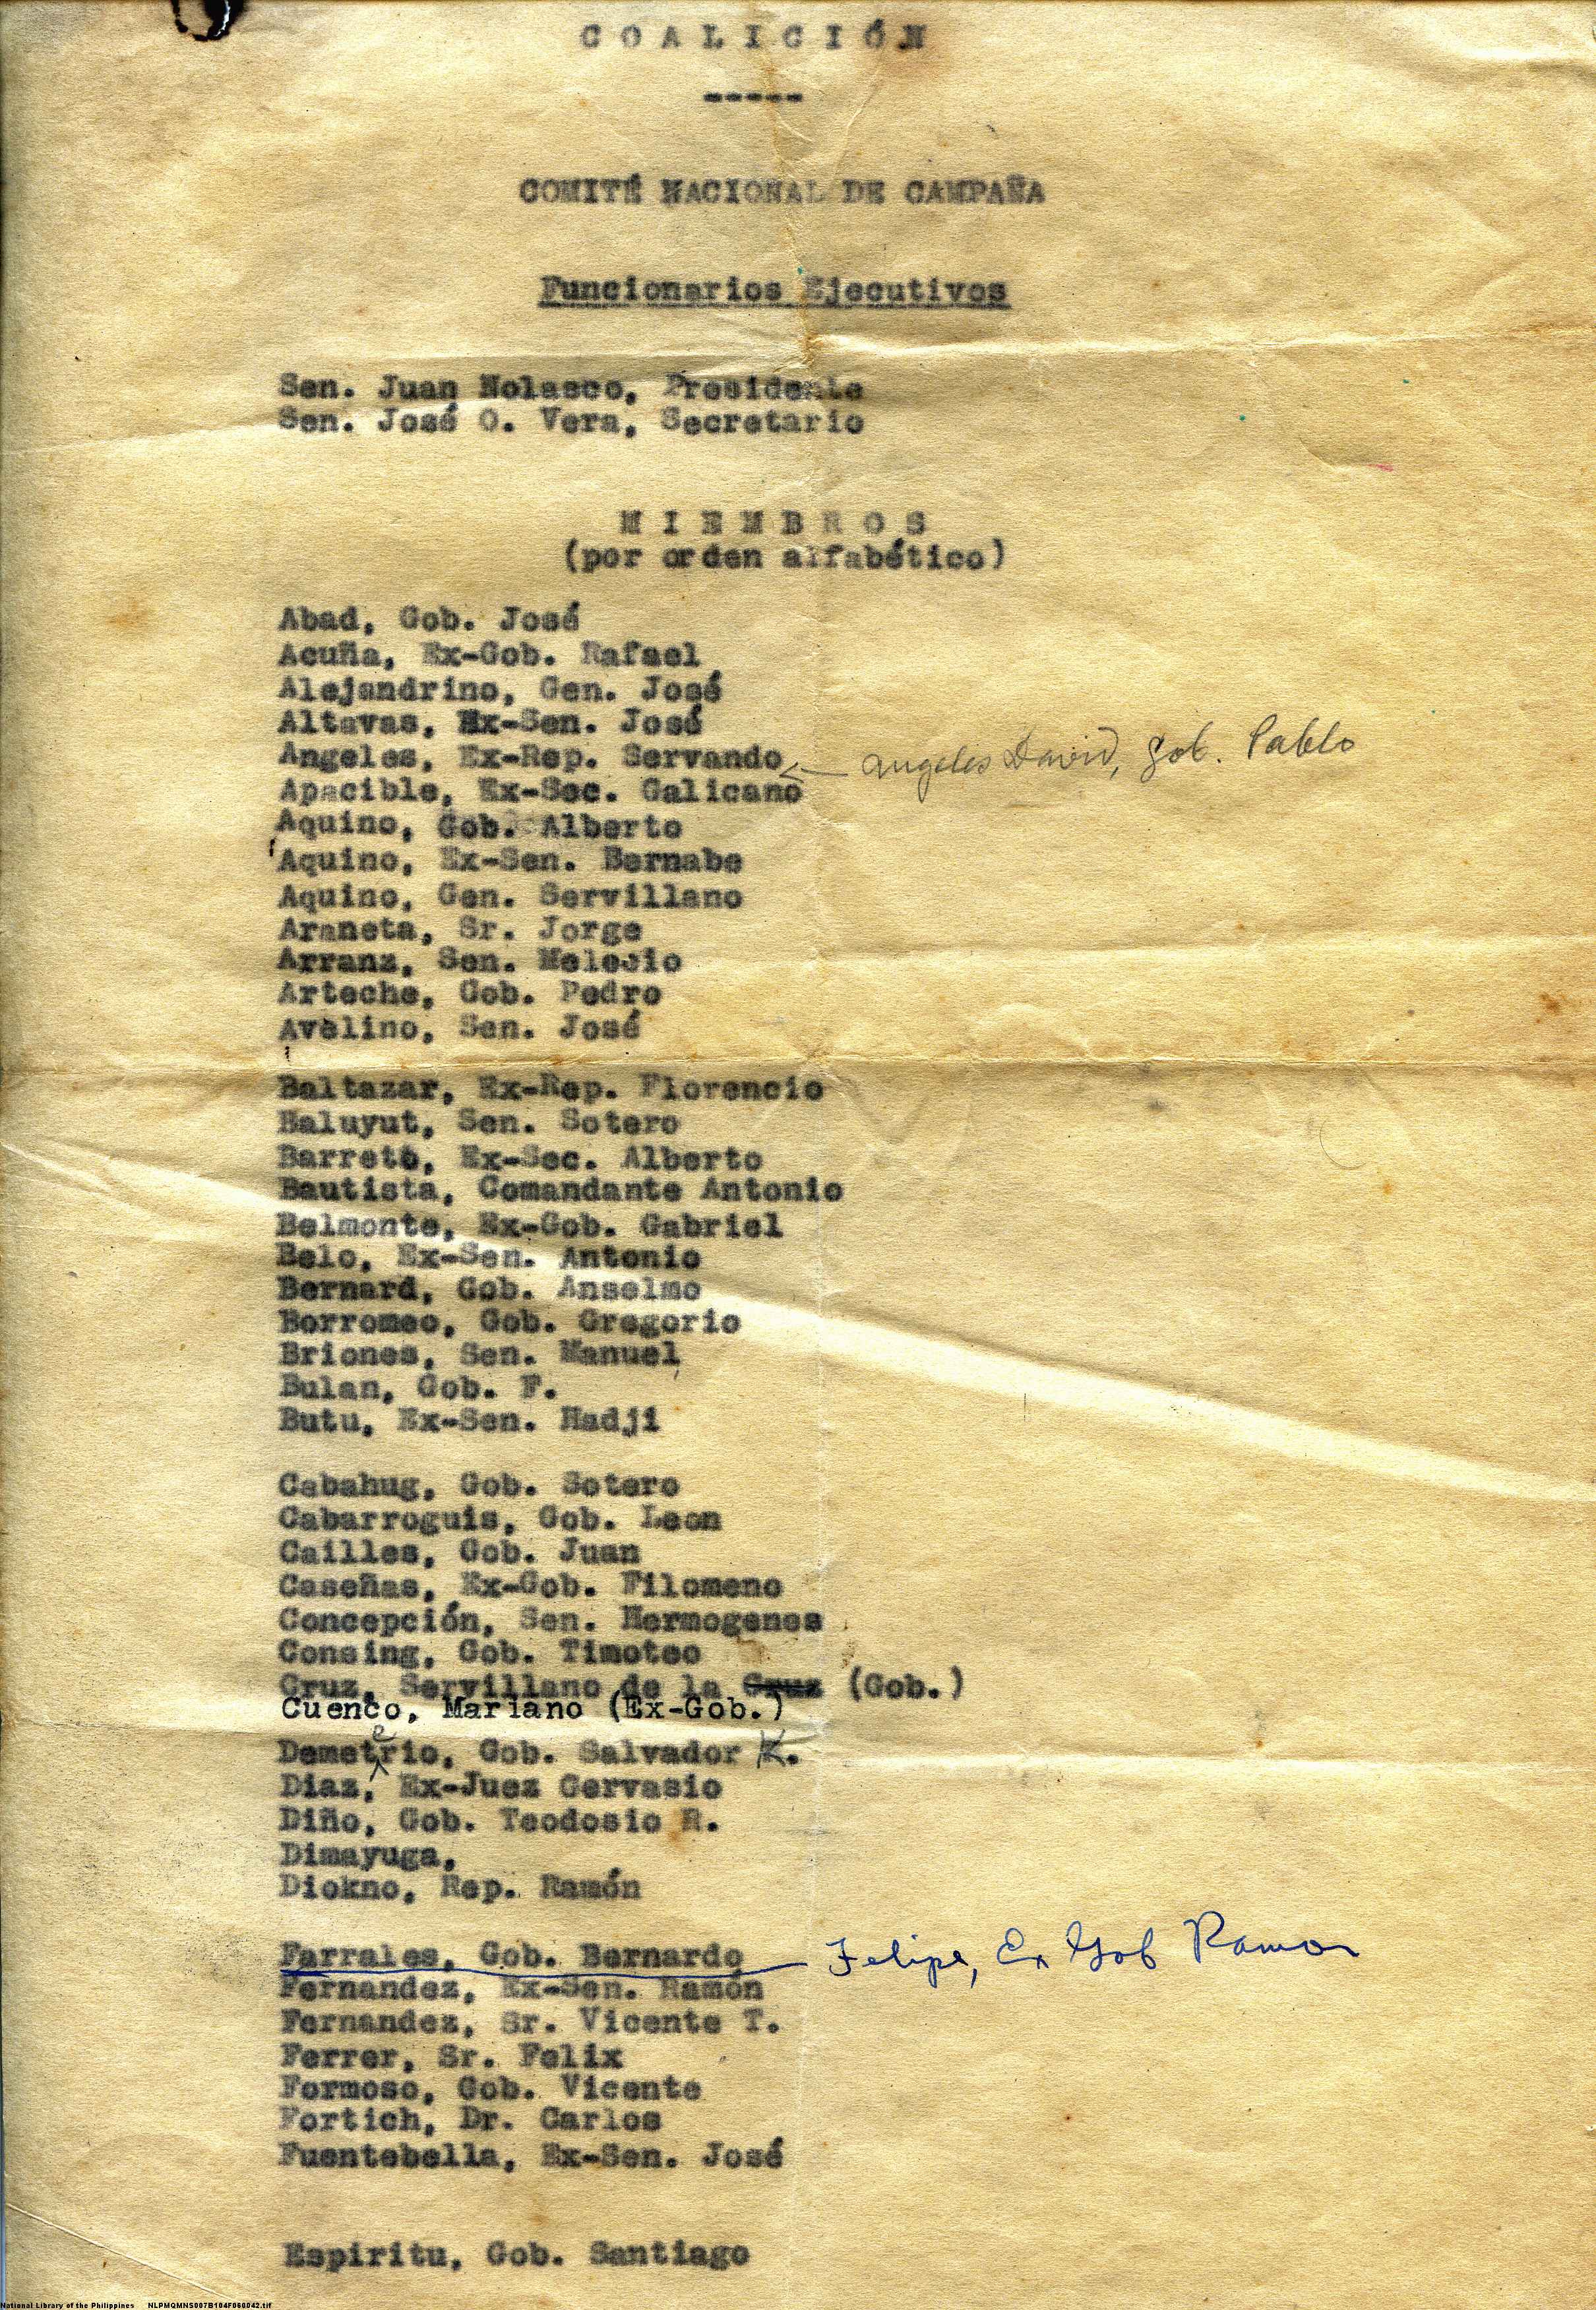 COALICIÓN
-----
COMITÉ NACIONAL DE CAMPAÑA
Funcionarios Ejecutivos
Sen. Juan Nolasco, Presidente
Sen. José O. Vera, Secretario
MIEMBROS
(por orden alfabético)
Abad, Gob. José
Acuña, Ex-Gob. Rafael
Alejandrino, Gen. José
Altavas, Ex-Sen. José
Angeles, Ex-Rep. Servando
Angeles David, Gob. Pablo
Apacible, Ex-Sec. Galicano
Aquino, Gob. Alberto
Aquino, Ex-Sen. Bernabe
Aquino, Gen. Servillano
Araneta, Sr. Jorge
Arranz, Sen. Melecio
Arteche, Gob. Pedro
Avelino, Sen. José
Baltazar, Ex-Rep. Florencio
Baluyut, Sen. Sotero
Barreto, Ex-Sec. Alberto
Bautista, Comandante Antonio
Belmonte, Ex-Gob. Gabriel
Belo, Ex-Sen. Antonio
Bernard, Gob. Anselmo
Borromeo, Gob. Gregorio
Briones, Sen. Manuel
Bulan, Gob. F.
Butu, Ex-Sen. Hadji
Cabahug, Gob. Sotero
Cabarroguis, Gob. Leon
Cailles, Gob. Juan
Caseñas, Ex-Gob. Filomeno
Concepción, Sen. Hermogenes
Consing, Gob. Timoteo
Cruz, Servillano de la Cruz (Gob.)
Cuenco, Mariano (Ex-Gob.)
Demeterio, Gob. Salvador K.
Diaz, Ex-Juez Gervasio
Diño, Gob. Teodosio R.
Dimayuga,
Diokno, Rep. Ramón
Farrales, Gob. Bernardo
Felipe, Ex Gob Ramon
Fernandez, Ex-Sen. Ramón
Fernandez, Sr. Vicente T.
Ferrer, Sr. Felix
Formoso, Gob. Vicente
Fortich, Dr. Carlos
Fuentebella, Ex-Sen. José
Espiritu, Gob. Santiago
National Library of the Philippines NLPMQMNS007B104F060042.tif